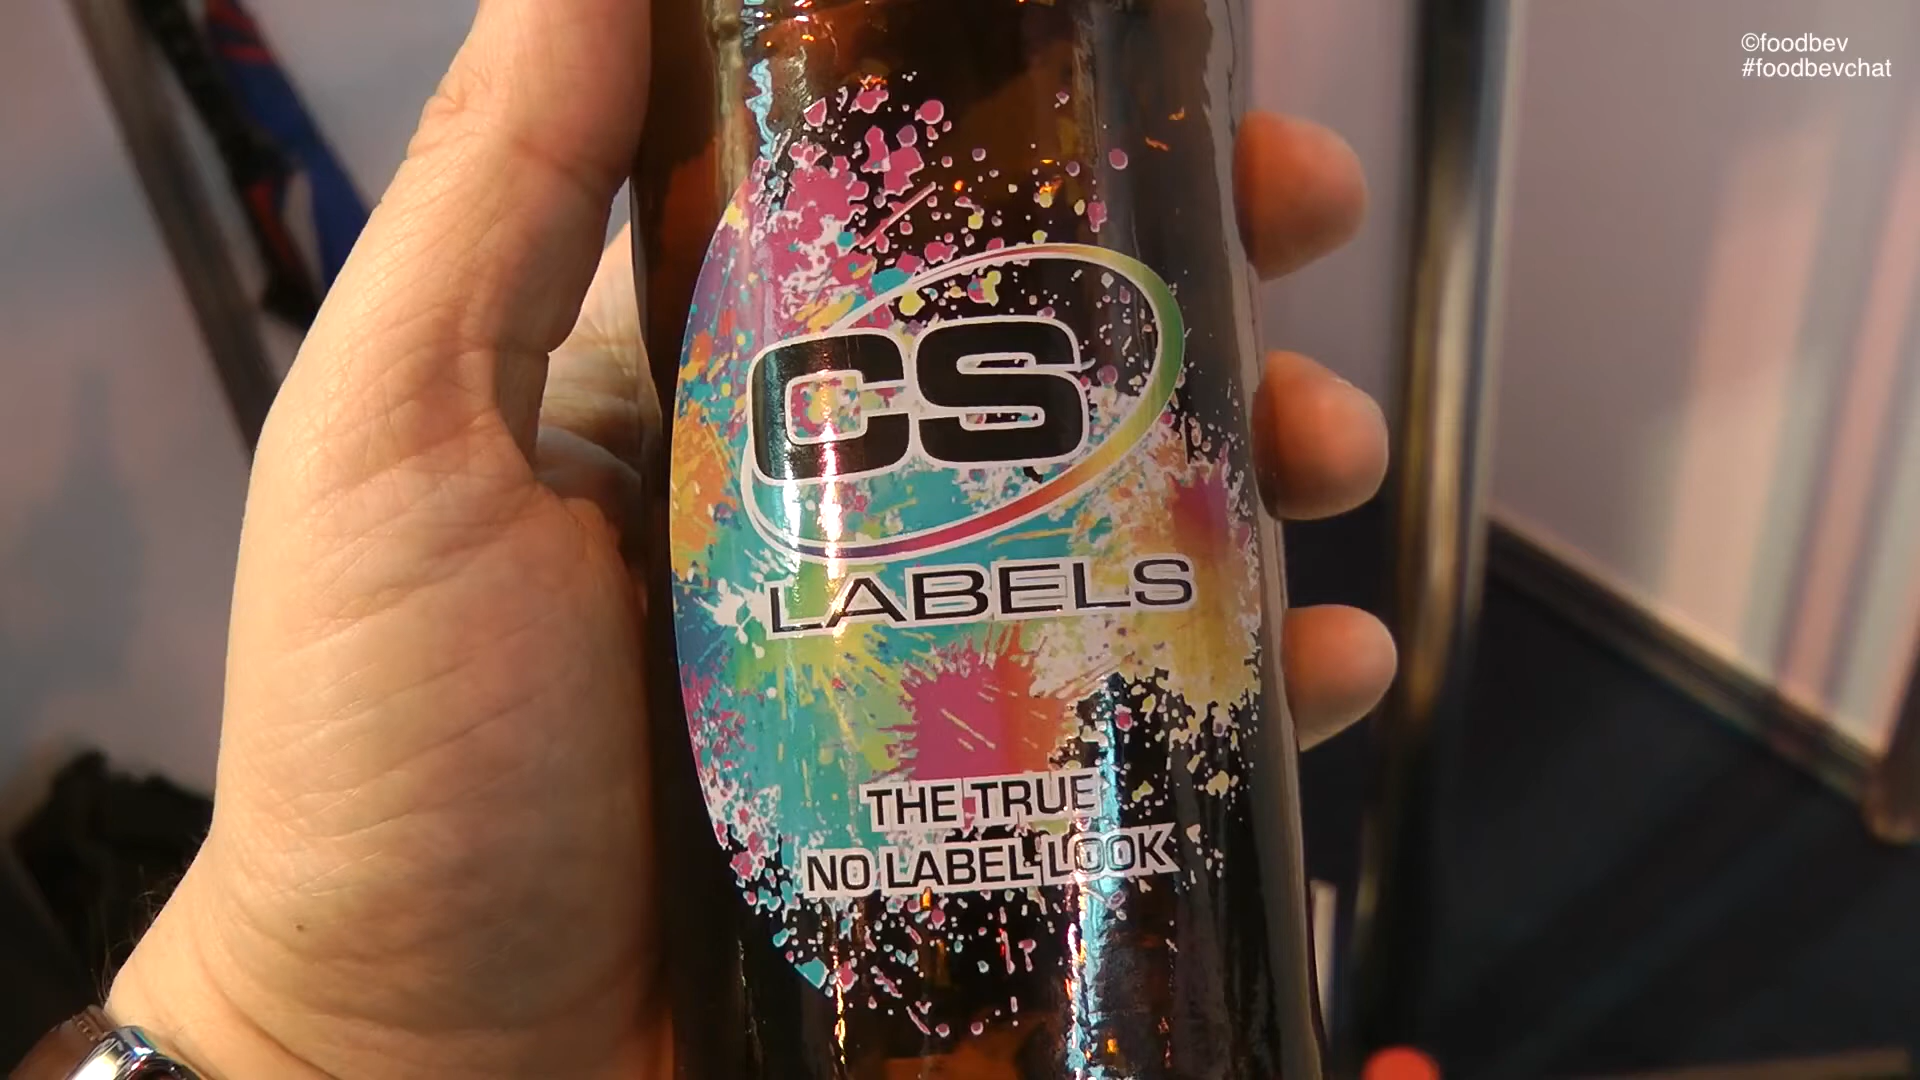 ©foodbev
#foodbevchat
CS
LABELS
THE TRUE
NO LABEL LOOK